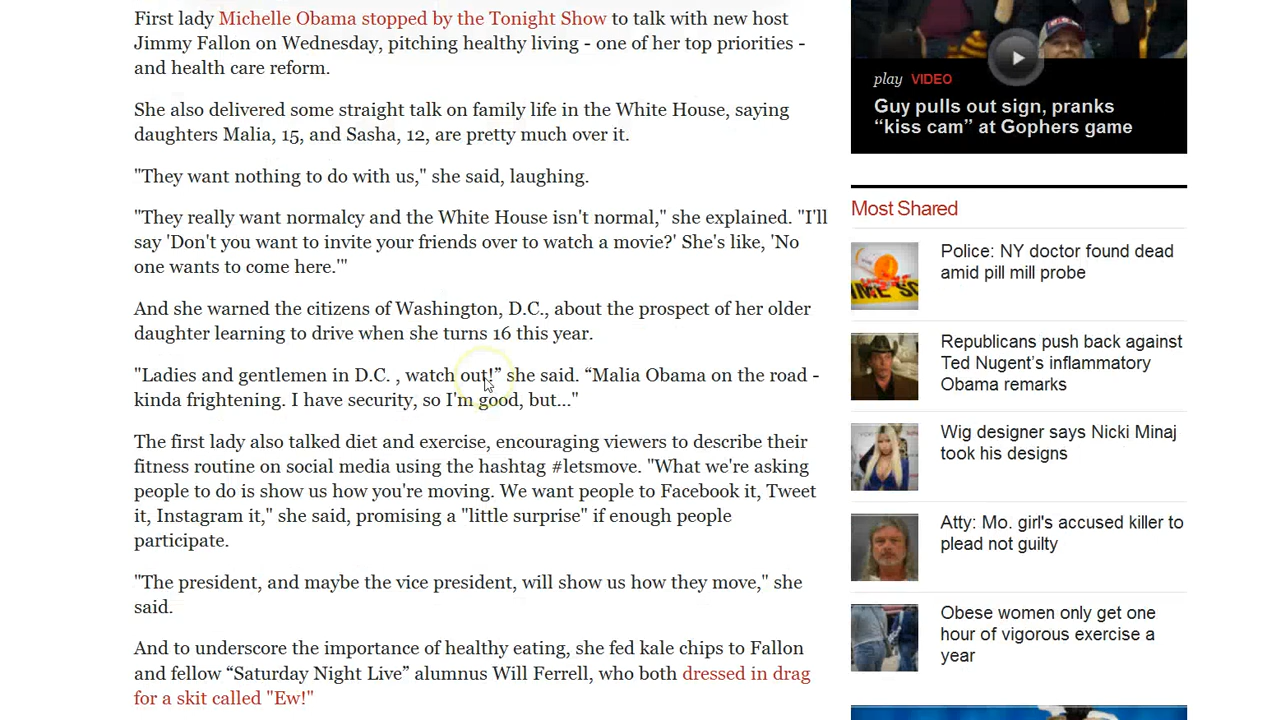 First lady Michelle Obama stopped by the Tonight Show to talk with new host
Jimmy Fallon on Wednesday, pitching healthy living - one of her top priorities -
and health care reform.
She also delivered some straight talk on family life in the White House, saying
daughters Malia, 15, and Sasha, 12, are pretty much over it.
"They want nothing to do with us," she said, laughing.
"They really want normalcy and the White House isn't normal," she explained. "I'll
say 'Don't you want to invite your friends over to watch a movie?' She's like, 'No
one wants to come here.'"
And she warned the citizens of Washington, D.C., about the prospect of her older
daughter learning to drive when she turns 16 this year.
"Ladies and gentlemen in D.C. , watch out!” she said. “Malia Obama on the road -
kinda frightening. I have security, so I'm good, but..."
The first lady also talked diet and exercise, encouraging viewers to describe their
fitness routine on social media using the hashtag #letsmove. "What we're asking
people to do is show us how you're moving. We want people to Facebook it, Tweet
it, Instagram it," she said, promising a "little surprise" if enough people
participate.
"The president, and maybe the vice president, will show us how they move," she
said.
And to underscore the importance of healthy eating, she fed kale chips to Fallon
and fellow “Saturday Night Live” alumnus Will Ferrell, who both dressed in drag
for a skit called "Ew!"
play VIDEO
Guy pulls out sign, pranks
“kiss cam” at Gophers game
Most Shared
Police: NY doctor found dead
amid pill mill probe
IME SC
Republicans push back against
Ted Nugent’s inflammatory
Obama remarks
Wig designer says Nicki Minaj
took his designs
Atty: Mo. girl's accused killer to
plead not guilty
Obese women only get one
hour of vigorous exercise a
year